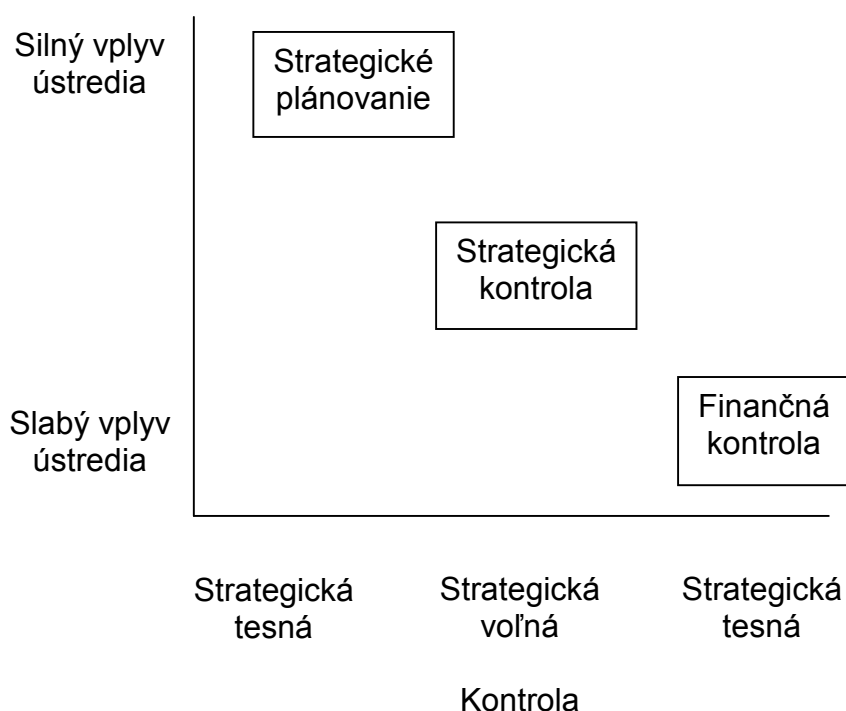 Silný vplyv
ústredia
Strategické
plánovanie
Strategická
kontrola
Slabý vplyv
ústredia
Finančná
kontrola
Strategická
tesná
Strategická
voľná
Strategická
tesná
Kontrola